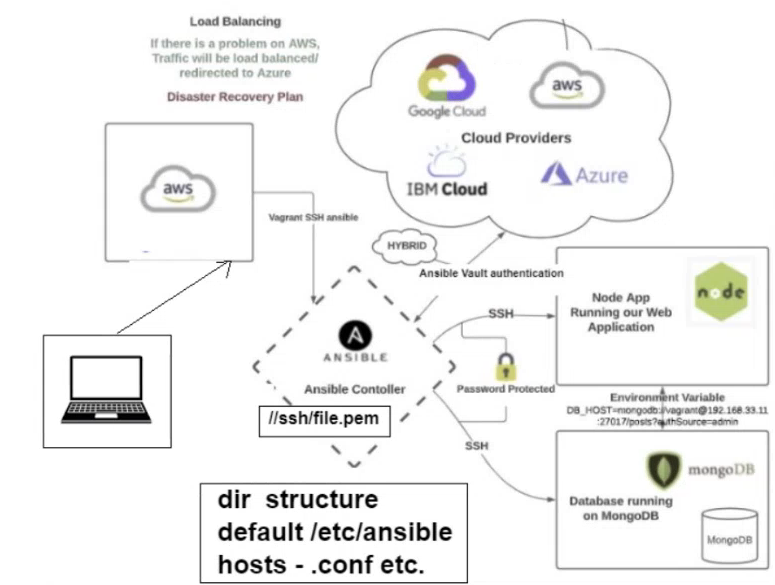 Load Balancing
If there is a problem on AWS,
Traffic will be load balanced/
redirected to Azure
Disaster Recovery Plan
aws
Google Cloud
aws
Cloud Providers
IBM Cloud
Azure
Vagrant SSH ansible
HYBRID
Ansible Vault authentication
ANSIBLE
Ansible Contoller
//ssh/file.pem
SSH
Password Protected
SSH
Node App
Running our Web
Application
node
Environment Variable
DB_HOST=mongodb://vagrant@192.168.33.11
:27017/posts?authSource=admin
mongoDB
Database running
on MongoDB
MongoDB
dir structure
default /etc/ansible
hosts - .conf etc.